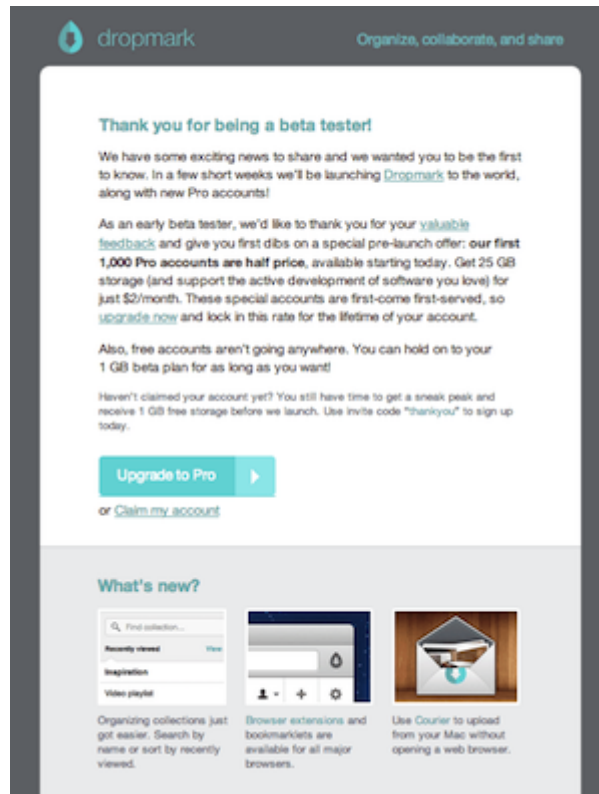 dropmark
Organize, collaborate, and share
Thank you for being a beta tester!
We have some exciting news to share and we wanted you to be the first
to know. In a few short weeks we'll be launching Dropmark to the world,
along with new Pro accounts!
As an early beta tester, we'd like to thank you for your valuable
feedback and give you first dibs on a special pre-launch offer: our first
1,000 Pro accounts are half price, available starting today. Get 25 GB
storage (and support the active development of software you love) for
just $2/month. These special accounts are first-come first-served, so
upgrade now and lock in this rate for the lifetime of your account.
Also, free accounts aren't going anywhere. You can hold on to your
1 GB beta plan for as long as you want!
Haven't claimed your account yet? You still have time to get a sneak peak and
receive 1 GB free storage before we launch. Use invite code "thankyou" to sign up
today.
Upgrade to Pro
or Claim my account
What's new?
Find collection...
Recently viewed View
Inspiration
Video playlist
Organizing collections just
got easier. Search by
name or sort by recently
viewed.
Browser extensions and
bookmarklets are
available for all major
browsers.
Use Courier to upload
from your Mac without
opening a web browser.